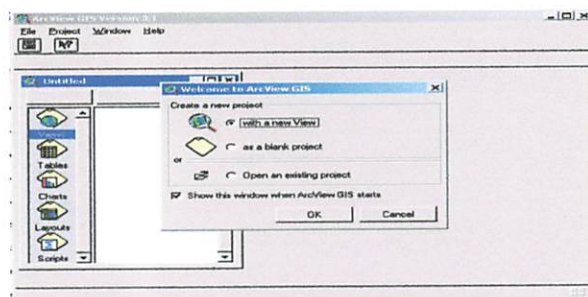 ArcView GIS Version 3.1
File Project Window Help
Untitled
Views
Tables
Charts
Layouts
Scripts
Welcome to ArcView GIS
Create a new project
with a new View
as a blank project
or
Open an existing project
Show this window when ArcView GIS starts
OK Cancel